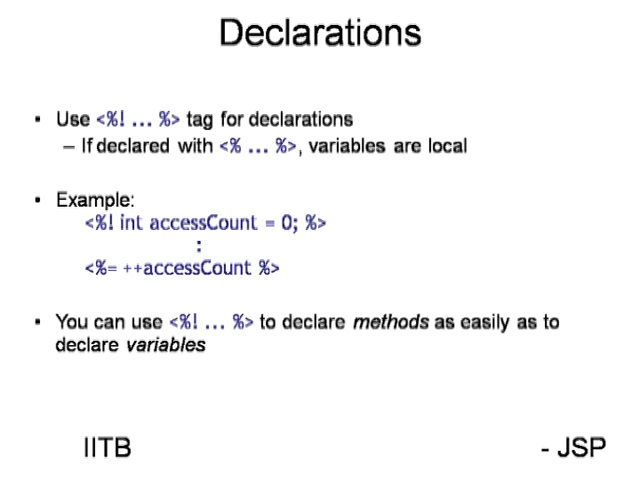 Declarations
• Use <%! ... %> tag for declarations
– If declared with <% ... %>, variables are local
• Example:
<%! int accessCount = 0; %>
:
<%= ++accessCount %>
• You can use <%! ... %> to declare methods as easily as to
declare variables
IITB
- JSP